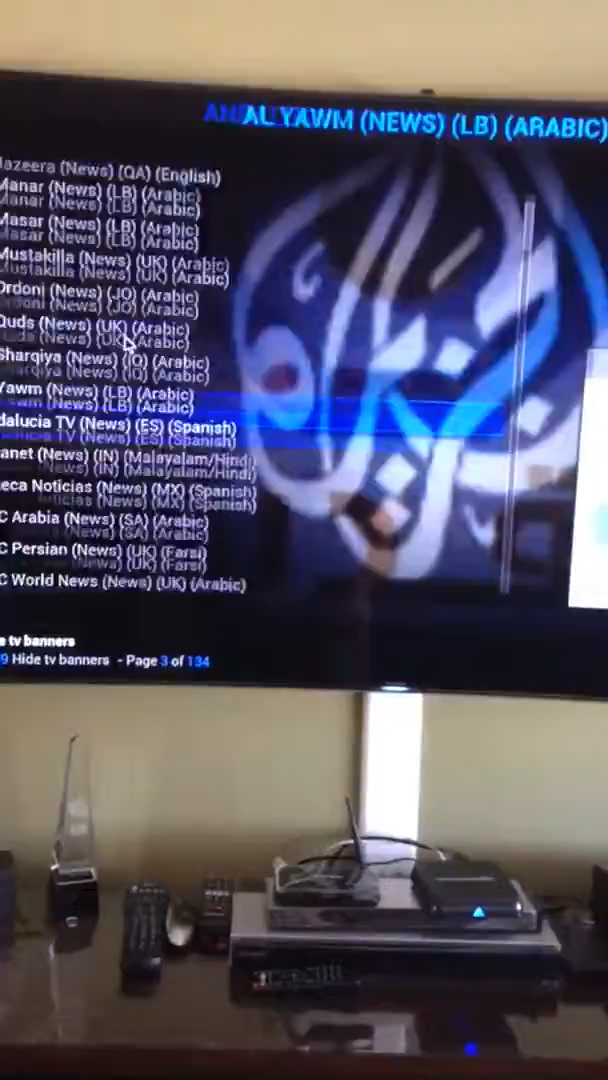 AL YAWM (NEWS) (LB) (ARABIC)
Jazeera (News) (QA) (English)
Manar (News) (LB) (Arabic)
Masar (News) (LB) (Arabic)
Mustakilla (News) (UK) (Arabic)
Ordoni (News) (JO) (Arabic)
Quds (News) (UK) (Arabic)
Sharqiya (News) (IQ) (Arabic)
Yawm (News) (LB) (Arabic)
dalucia TV (News) (ES) (Spanish)
anet (News) (IN) (Malayalam/Hindi)
eca Noticias (News) (MX) (Spanish)
C Arabia (News) (SA) (Arabic)
C Persian (News) (UK) (Farsi)
C World News (News) (UK) (Arabic)
e tv banners
9 Hide tv banners - Page 3 of 134